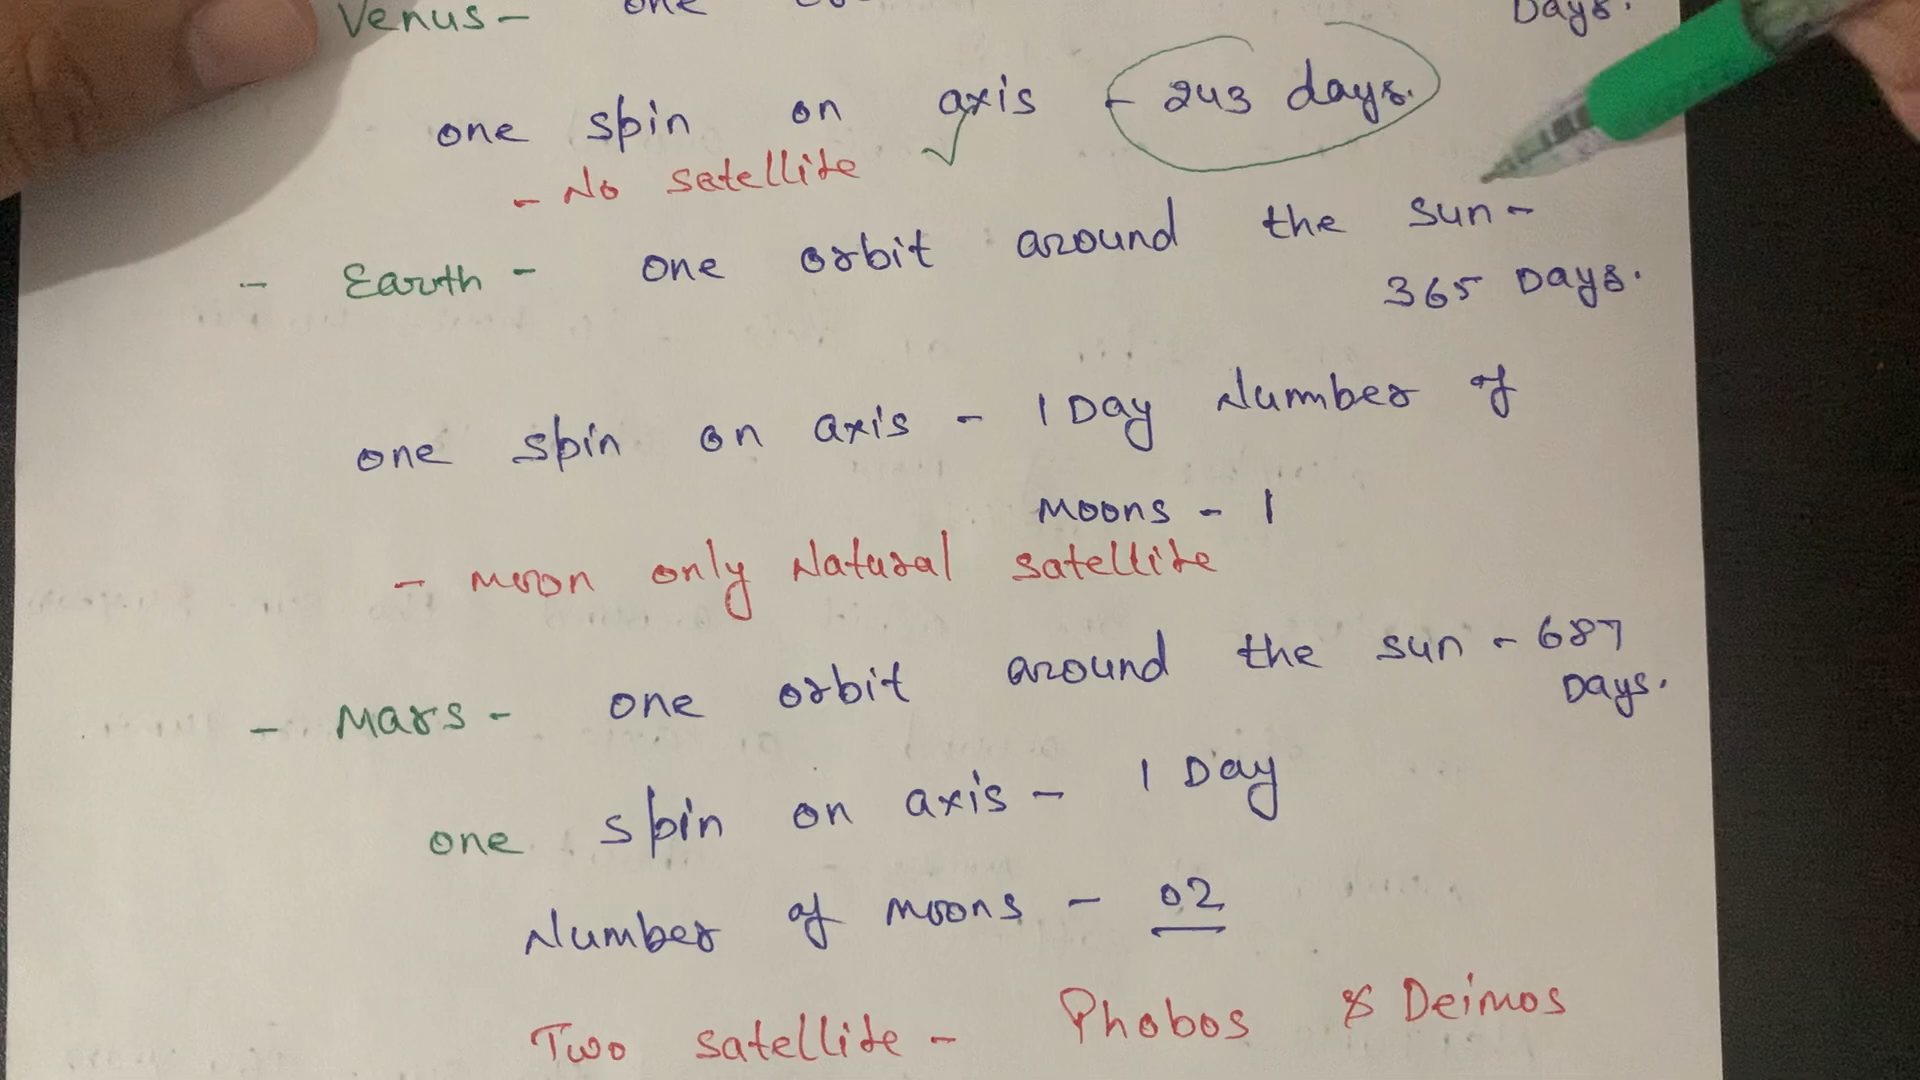 Venus - one
Days.
one spin on axis - 243 days.
- No satellite
- Earth - one orbit around the sun -
365 Days.
one spin on axis - 1 Day Number of
Moons - 1
- Moon only Natural satellite
- Mars - one orbit around the sun - 687
Days.
one spin on axis - 1 Day
Number of moons - 02
Two satellite - Phobos & Deimos